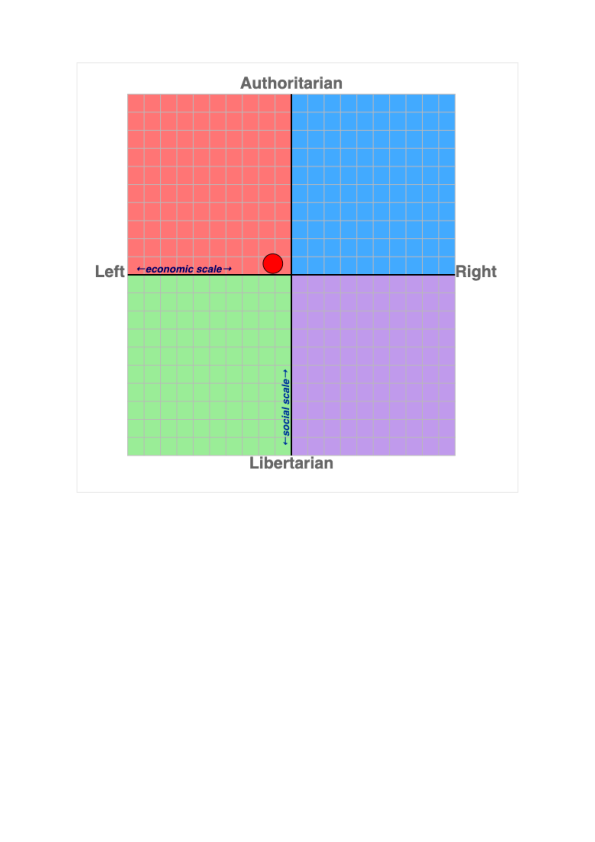 Authoritarian
Left
←economic scale→
Right
←social scale→
Libertarian